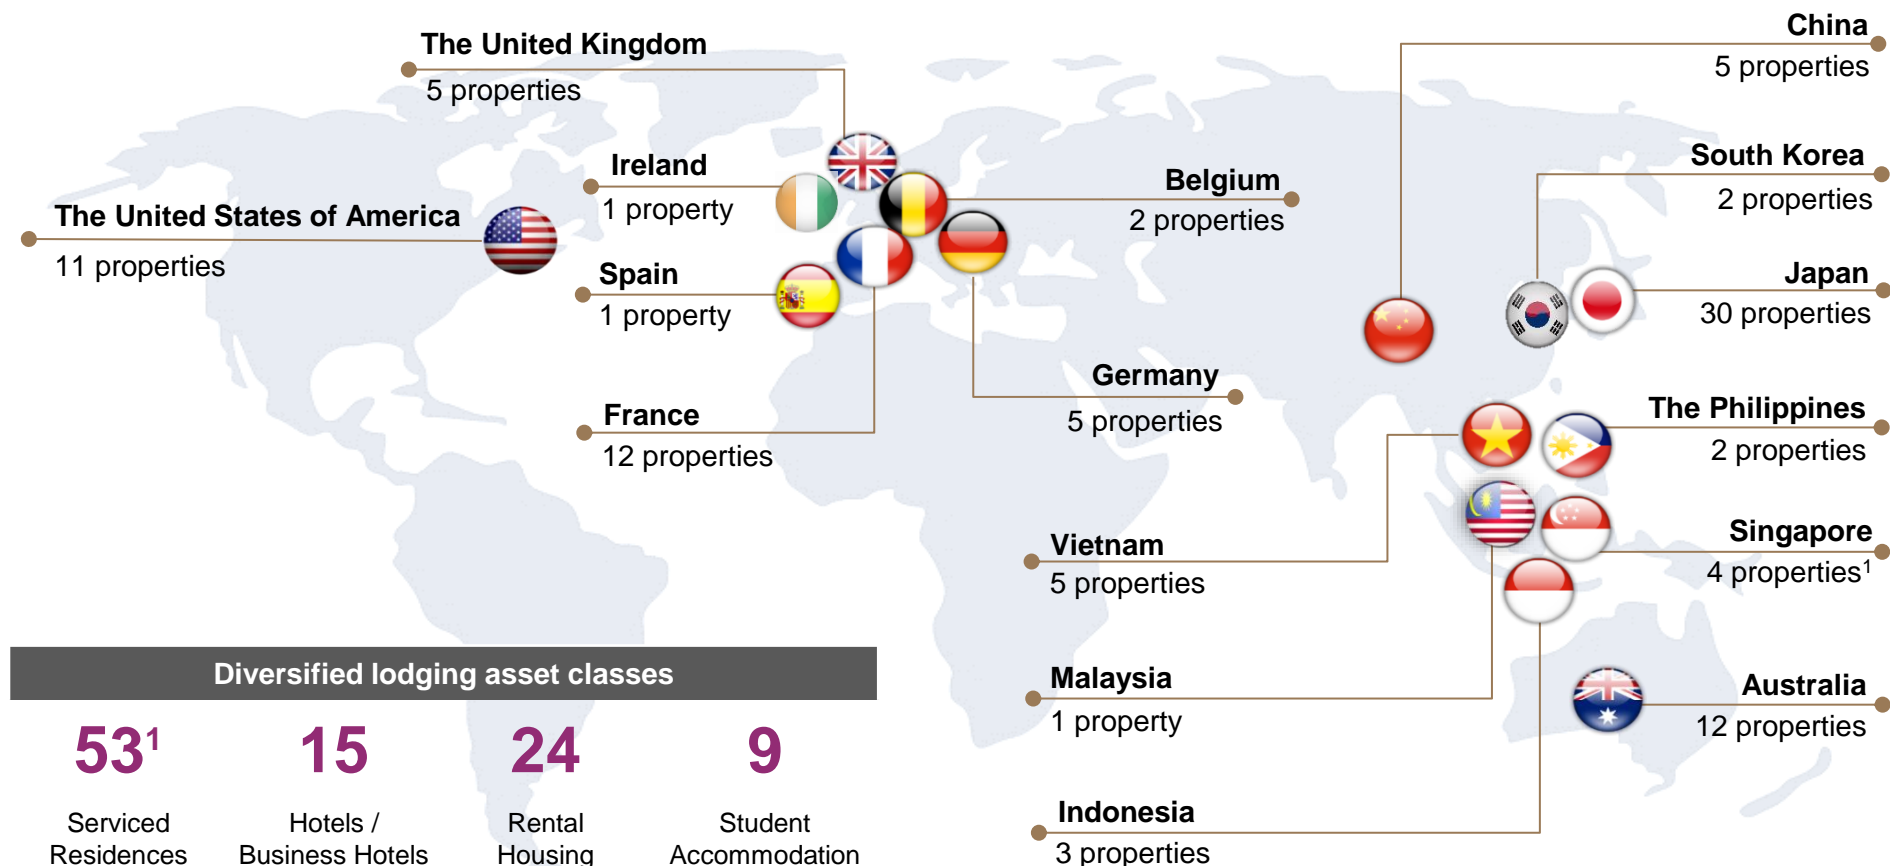 The United Kingdom
5 properties
Ireland
1 property
The United States of America
11 properties
Spain
1 property
France
12 properties
Belgium
2 properties
Germany
5 properties
China
5 properties
South Korea
2 properties
Japan
30 properties
The Philippines
2 properties
Vietnam
5 properties
Singapore
4 properties¹
Malaysia
1 property
Australia
12 properties
Indonesia
3 properties
Diversified lodging asset classes
53¹
Serviced
Residences
15
Hotels /
Business Hotels
24
Rental
Housing
9
Student
Accommodation